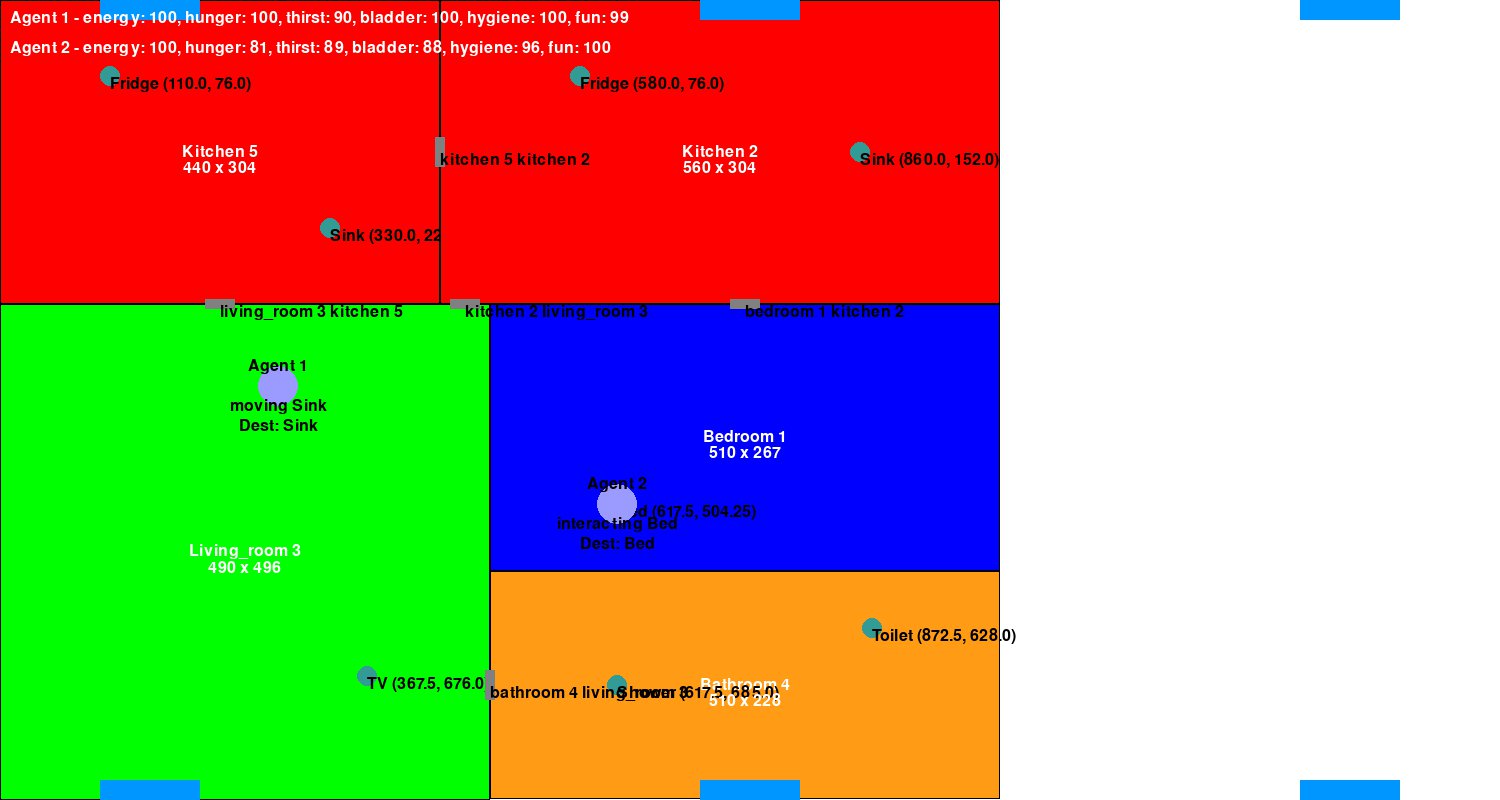 Agent 1 - energy: 100, hunger: 100, thirst: 90, bladder: 100, hygiene: 100, fun: 99
Agent 2 - energy: 100, hunger: 81, thirst: 89, bladder: 88, hygiene: 96, fun: 100
Fridge (110.0, 76.0)
Fridge (580.0, 76.0)
Kitchen 5
440 x 304
kitchen 5 kitchen 2
Kitchen 2
560 x 304
Sink (860.0, 152.0)
Sink (330.0, 22
living_room 3 kitchen 5
kitchen 2 living_room 3
bedroom 1 kitchen 2
Agent 1
moving Sink
Dest: Sink
Bedroom 1
510 x 267
Agent 2
d (617.5, 504.25)
interacting Bed
Dest: Bed
Living_room 3
490 x 496
Toilet (872.5, 628.0)
TV (367.5, 676.0
bathroom 4 living_room 3
Shower (617.5, 685.0)
Bathroom 4
510 x 228